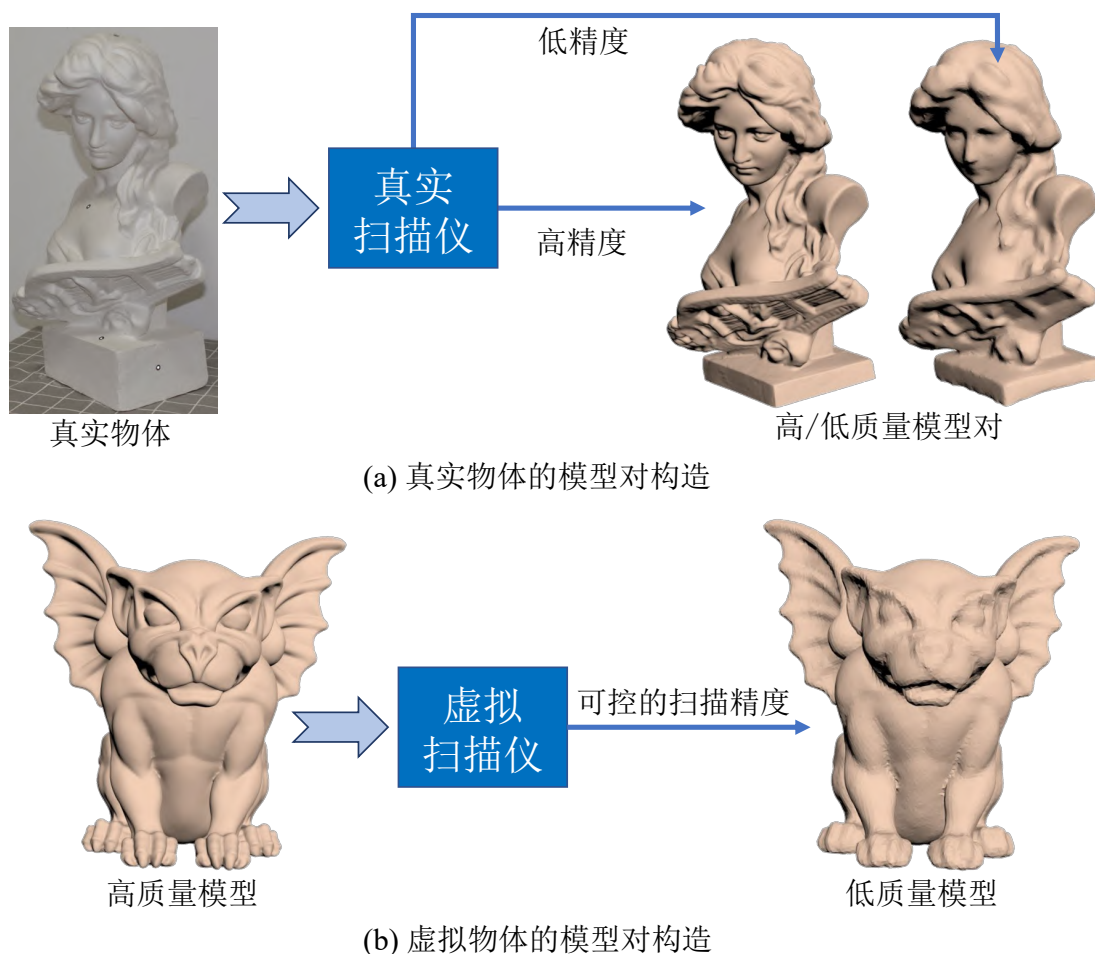 低精度
真实
扫描仪
高精度
真实物体
高/低质量模型对
(a) 真实物体的模型对构造
虚拟
扫描仪
可控的扫描精度
高质量模型
低质量模型
(b) 虚拟物体的模型对构造